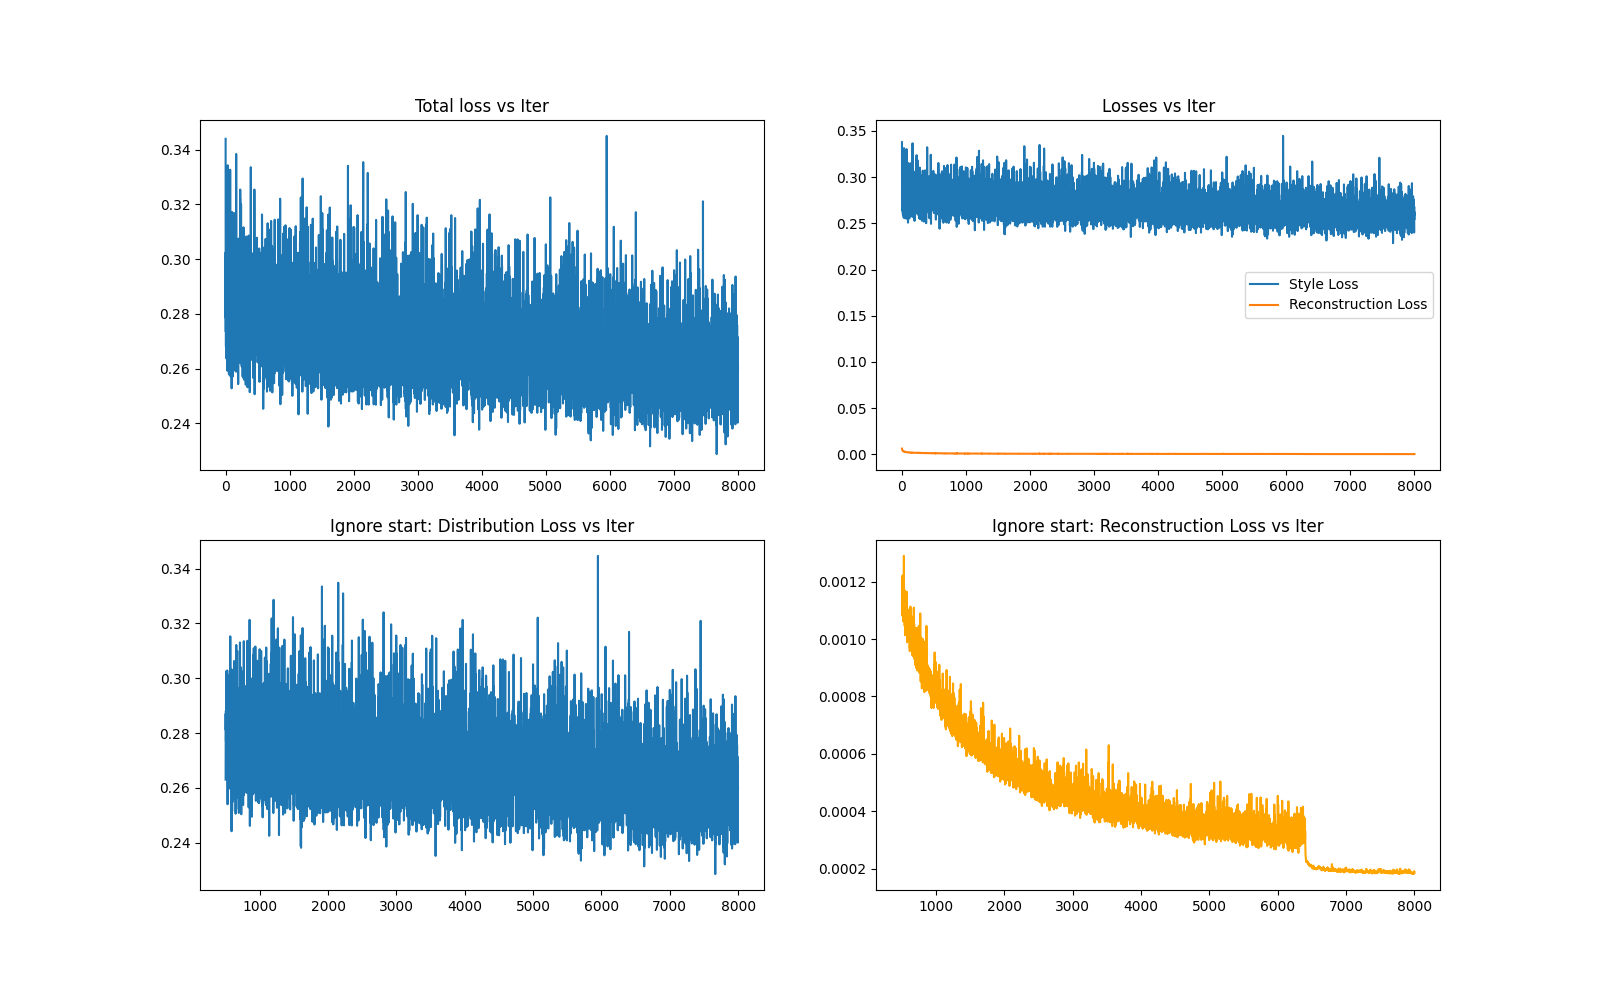 Total loss vs Iter
0.34
0.32
0.30
0.28
0.26
0.24
0 1000 2000 3000 4000 5000 6000 7000 8000
Losses vs Iter
0.35
0.30
0.25
0.20
0.15
0.10
0.05
0.00
Style Loss
Reconstruction Loss
0 1000 2000 3000 4000 5000 6000 7000 8000
Ignore start: Distribution Loss vs Iter
0.34
0.32
0.30
0.28
0.26
0.24
1000 2000 3000 4000 5000 6000 7000 8000
Ignore start: Reconstruction Loss vs Iter
0.0012
0.0010
0.0008
0.0006
0.0004
0.0002
1000 2000 3000 4000 5000 6000 7000 8000